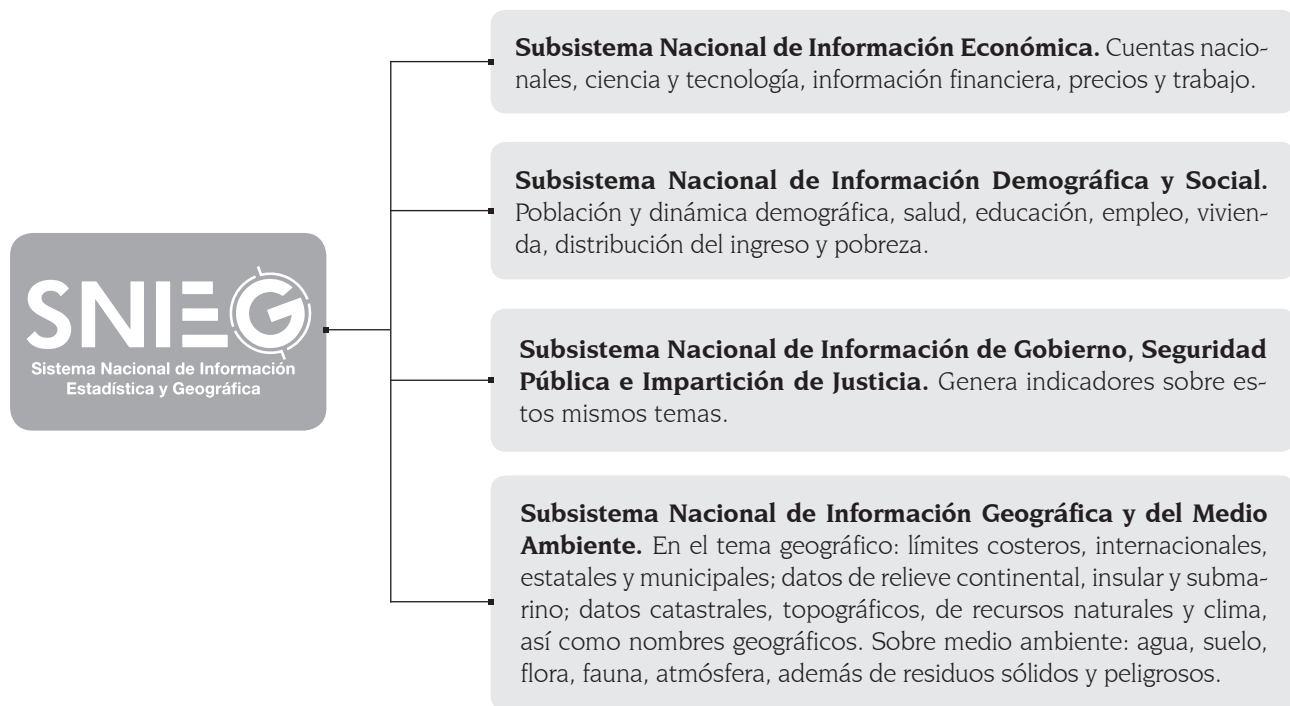 SNIEG
Sistema Nacional de Información
Estadística y Geográfica
Subsistema Nacional de Información Económica. Cuentas nacio-
nales, ciencia y tecnología, información financiera, precios y trabajo.
Subsistema Nacional de Información Demográfica y Social.
Población y dinámica demográfica, salud, educación, empleo, vivien-
da, distribución del ingreso y pobreza.
Subsistema Nacional de Información de Gobierno, Seguridad
Pública e Impartición de Justicia. Genera indicadores sobre es-
tos mismos temas.
Subsistema Nacional de Información Geográfica y del Medio
Ambiente. En el tema geográfico: límites costeros, internacionales,
estatales y municipales; datos de relieve continental, insular y subma-
rino; datos catastrales, topográficos, de recursos naturales y clima,
así como nombres geográficos. Sobre medio ambiente: agua, suelo,
flora, fauna, atmósfera, además de residuos sólidos y peligrosos.